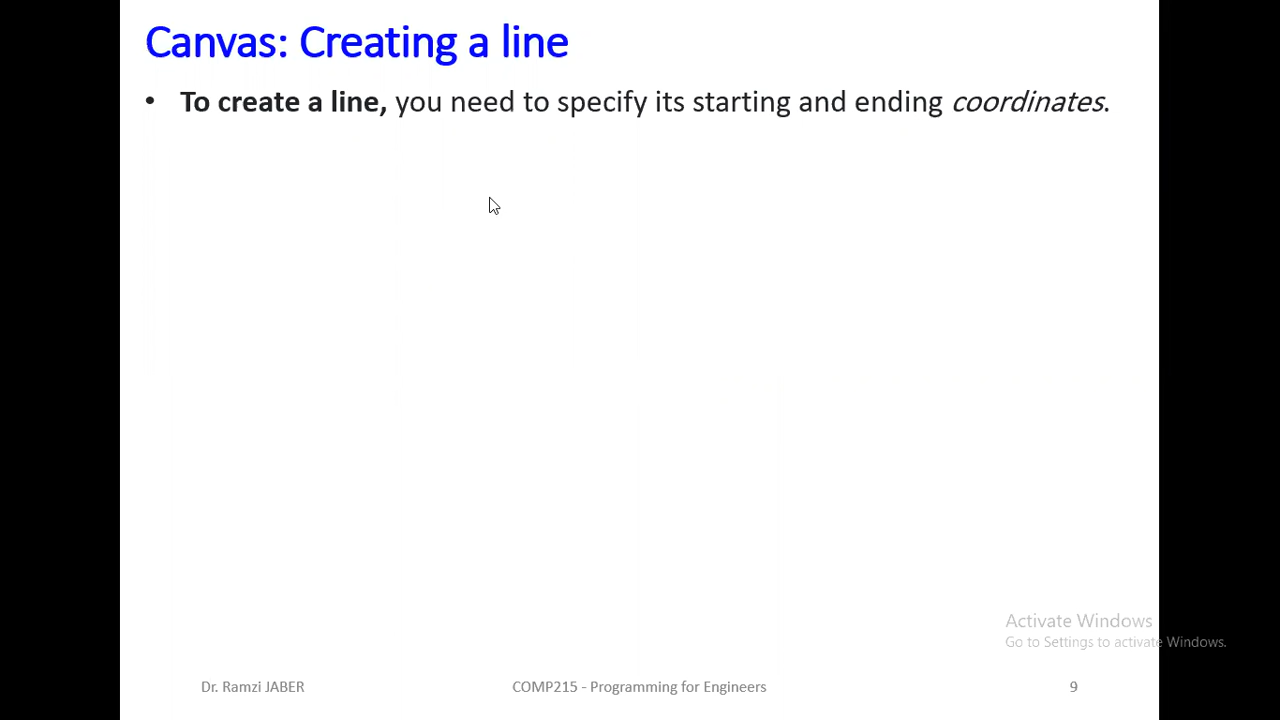 Canvas: Creating a line
• To create a line, you need to specify its starting and ending coordinates.
Activate Windows
Go to Settings to activate Windows.
Dr. Ramzi JABER COMP215 - Programming for Engineers 9